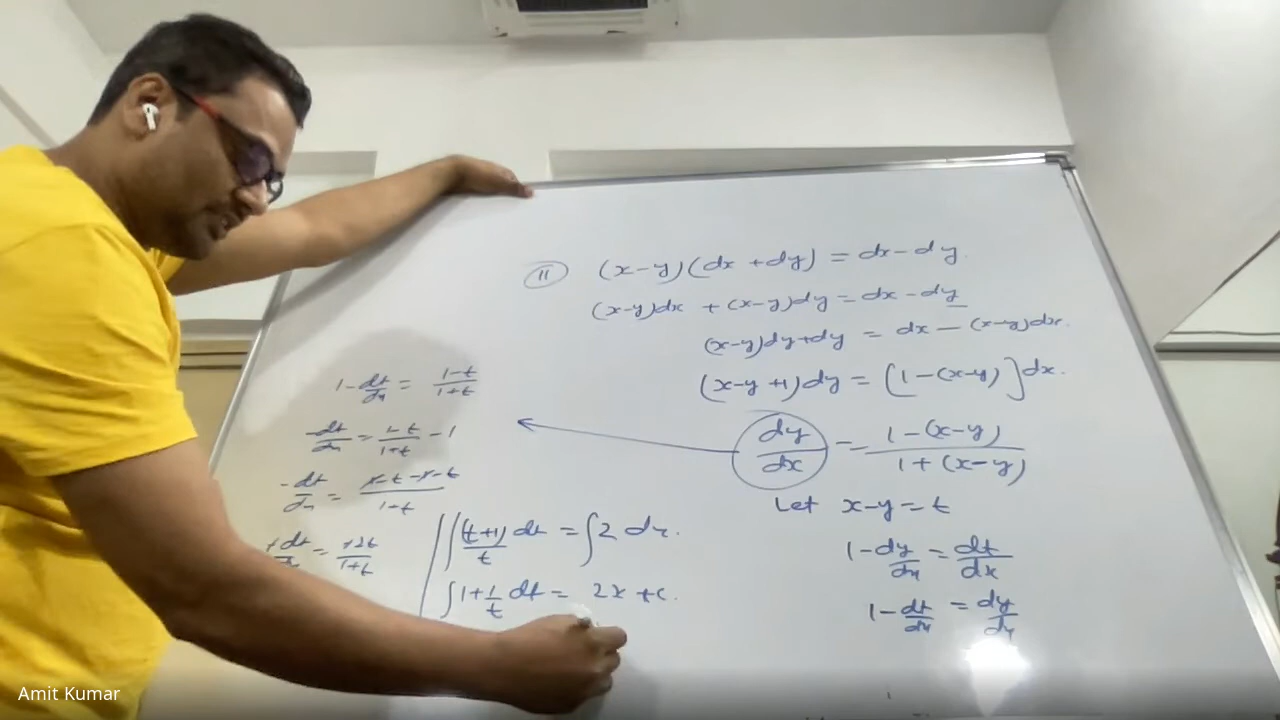 (11) (x-y)(dx+dy) = dx-dy.
(x-y)dx + (x-y)dy = dx-dy
(x-y)dy+dy = dx-(x-y)dx.
(x-y+1)dy = [1-(x-y)]dx.
dy/dx = 1-(x-y)/1+(x-y)
Let x-y=t
1-dy/dx = dt/dx
1-dt/dx = dy/dx
1-dt/dx = 1-t/1+t
-dt/dx = 1-t/1+t -1
-dt/dx = 1-t-1-t/1-t
+dt/dx = +2t/1+t
∫(t+1)/t dt = ∫2 dx.
∫1+1/t dt = 2x+c.
Amit Kumar